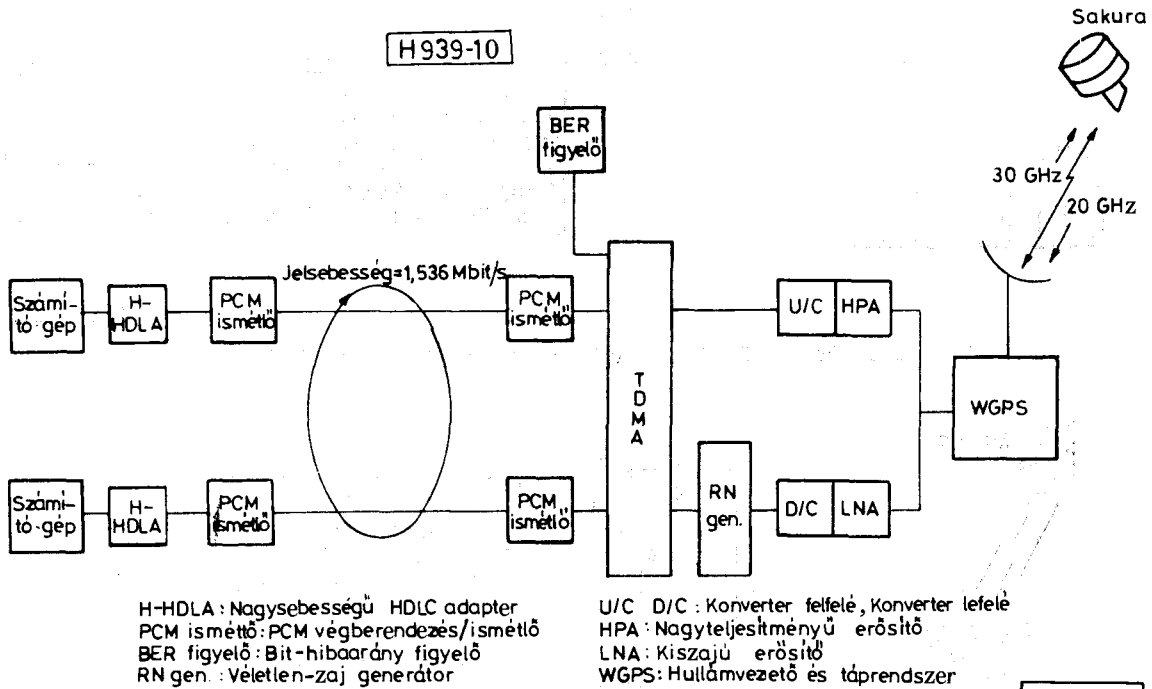 Sakura
H939-10
BER
figyelő
30 GHz
20 GHz
Jelsebesség=1,536 Mbit/s
Számí-
tó-gép
H-
HDLA
PCM
ismétlő
PCM
ismétlő
U/C
HPA
TDMA
WGPS
Számí-
tó-gép
H-
HDLA
PCM
ismétlő
PCM
ismétlő
RN
gen.
D/C
LNA
H-HDLA: Nagysebességű HDLC adapter
PCM ismétlő: PCM végberendezés/ismétlő
BER figyelő: Bit-hibaarány figyelő
RN gen.: Véletlen-zaj generátor
U/C D/C: Konverter felfelé, Konverter lefelé
HPA: Nagyteljesítményű erősítő
LNA: Kiszajú erősítő
WGPS: Hullámvezető és táprendszer